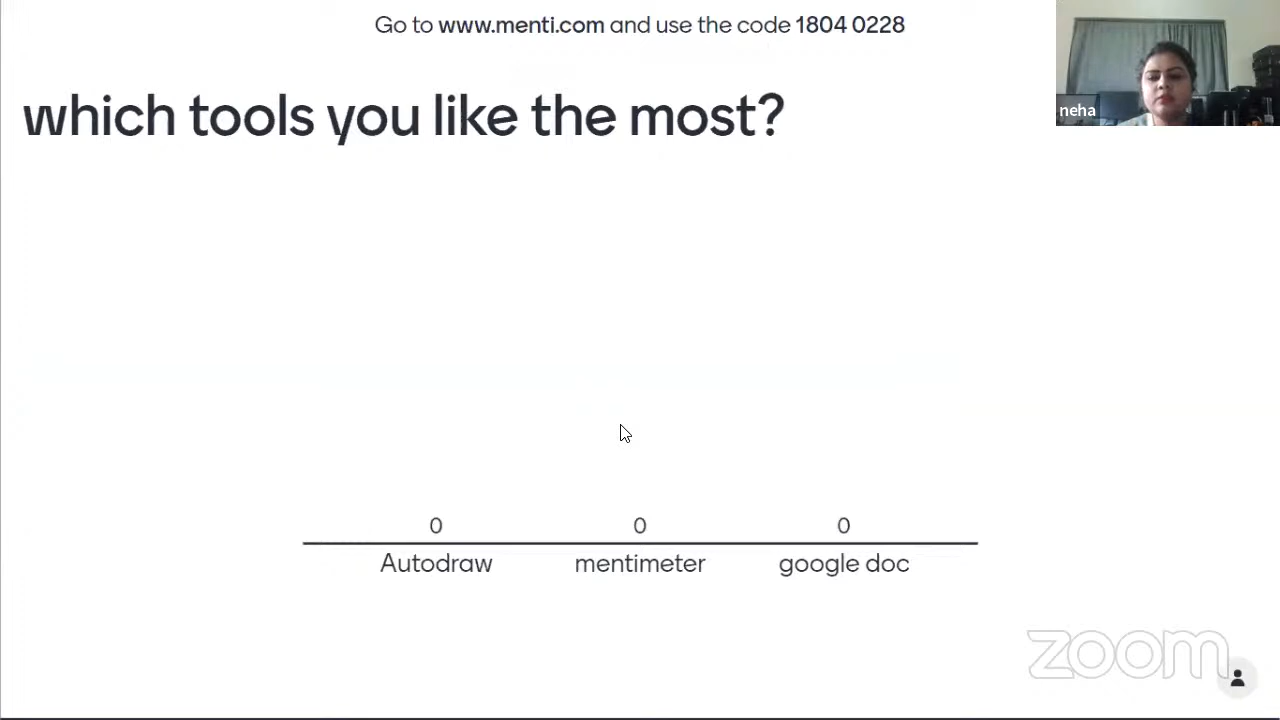 Go to www.menti.com and use the code 1804 0228
neha
which tools you like the most?
0 0 0
Autodraw mentimeter google doc
zoom